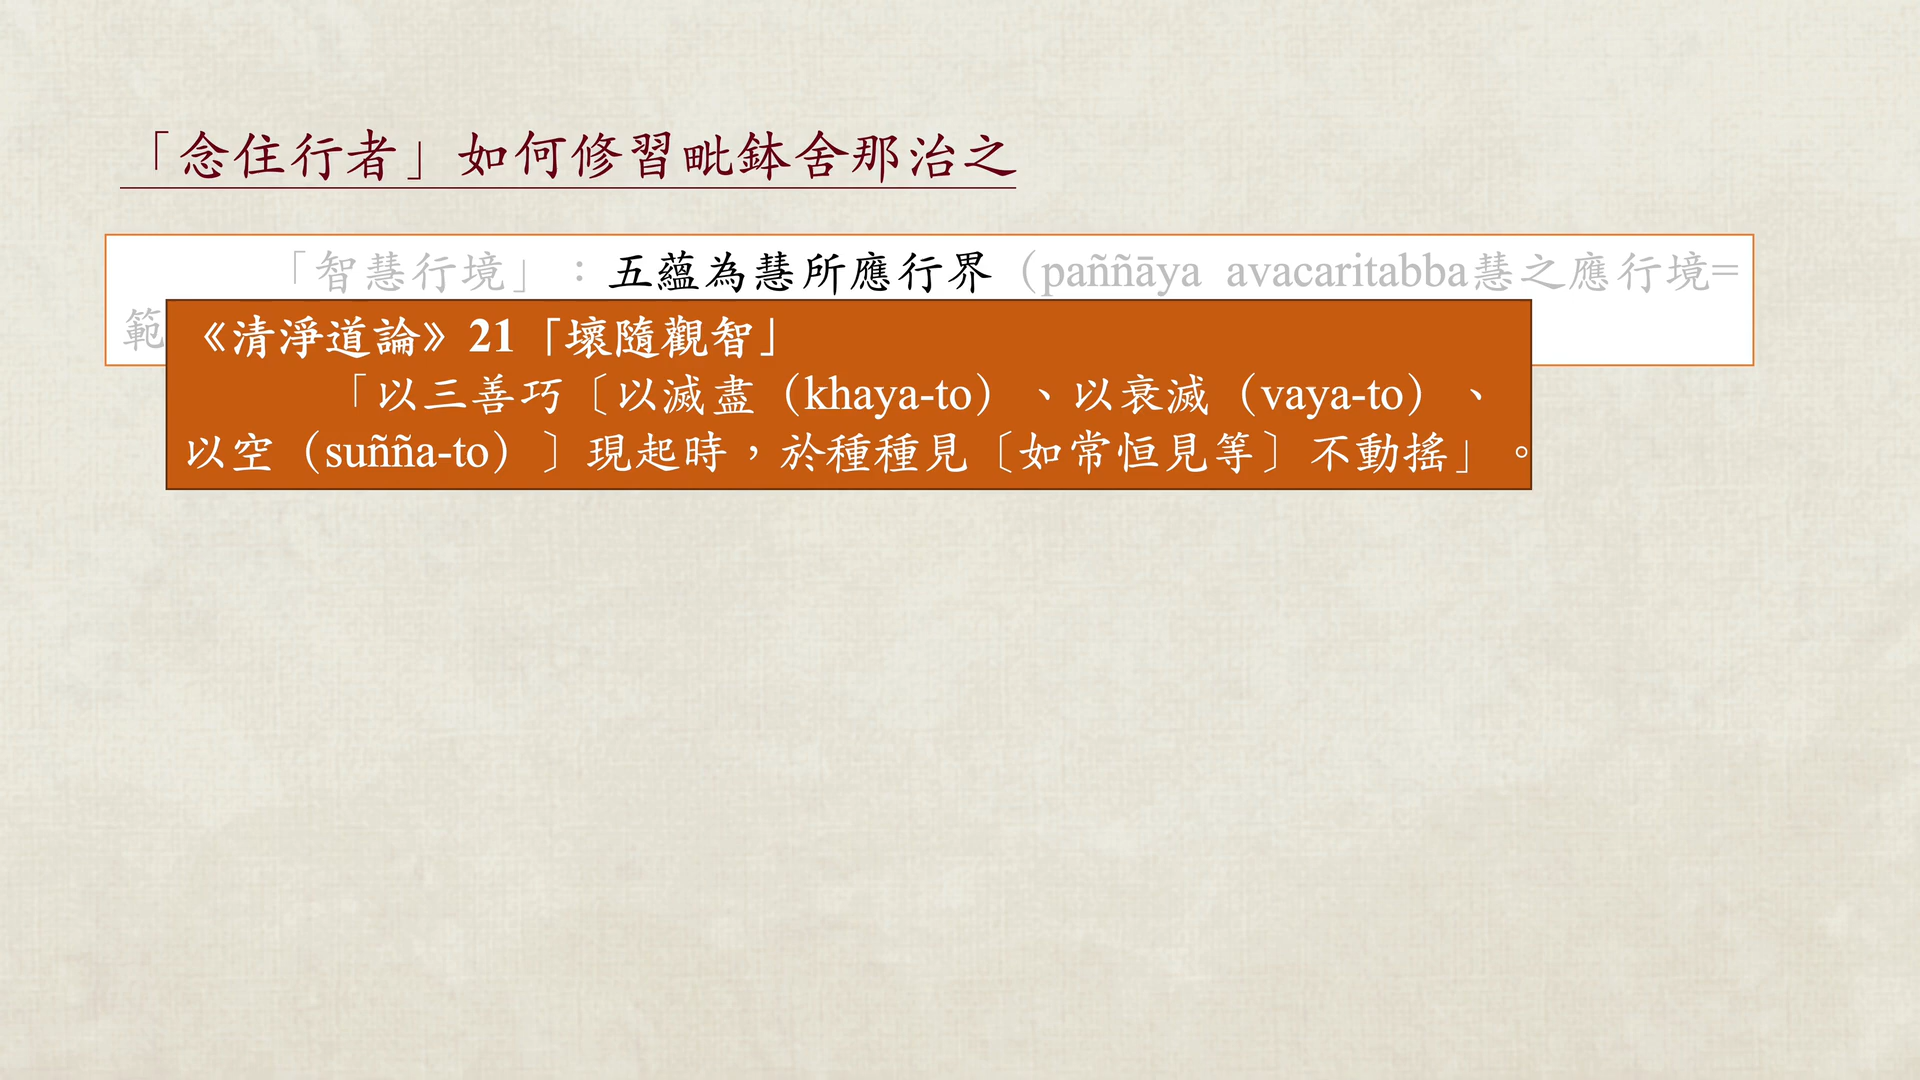 「念住行者」如何修習毗鉢舍那治之
「智慧行境」：五蘊為慧所應行界（paññāya avacaritabba慧之應行境=
範
《清淨道論》21「壞隨觀智」
「以三善巧〔以滅盡（khaya-to）、以衰滅（vaya-to）、
以空（suñña-to）〕現起時，於種種見〔如常恒見等〕不動搖」。